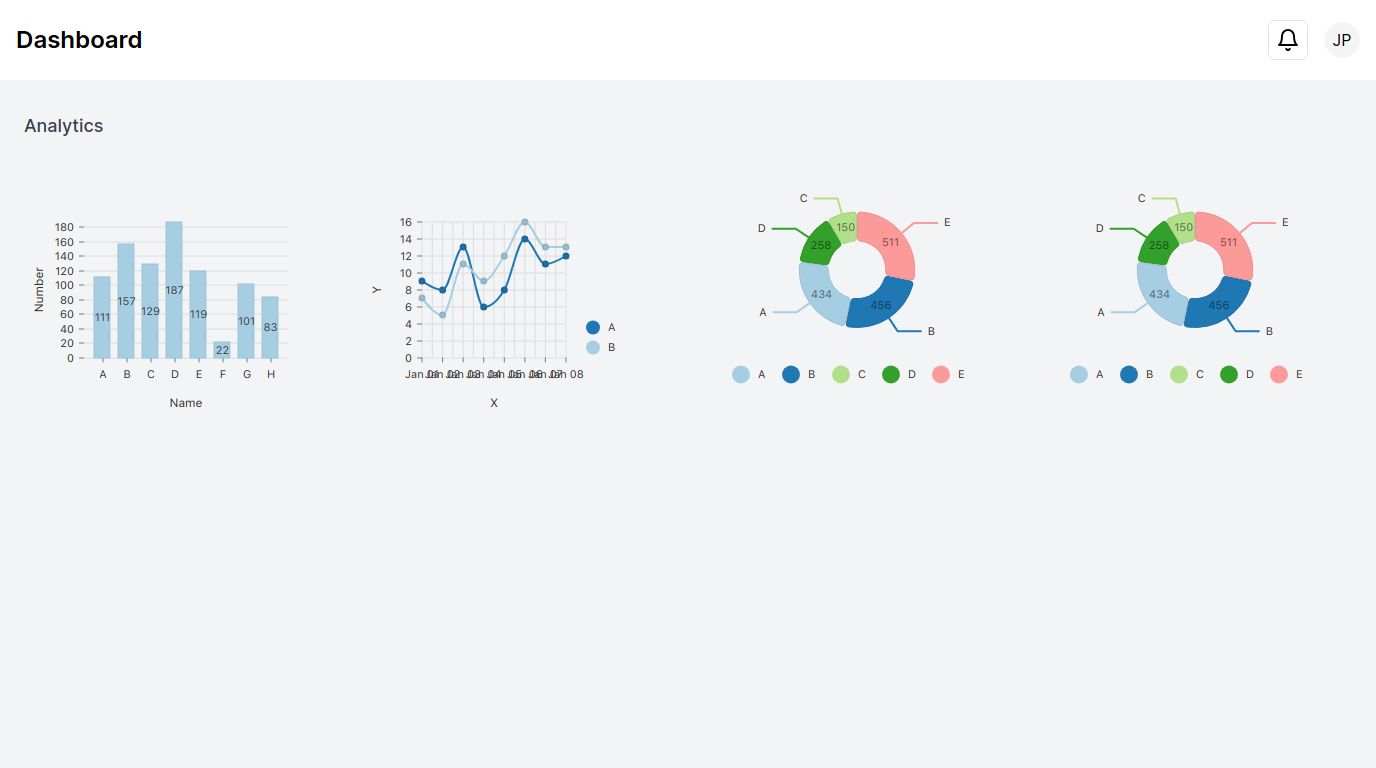 Dashboard
JP
Analytics
180
160
140
120
100
80
60
40
20
0
Number
111
157
129
187
119
22
101
83
A B C D E F G H
Name
16
14
12
10
8
6
4
2
0
Y
Jan 01 Jan 02 Jan 03 Jan 04 Jan 05 Jan 06 Jan 07 Jan 08
X
A
B
C
D
E
A
B
150
258
511
434
456
A B C D E
C
D
E
A
B
150
258
511
434
456
A B C D E